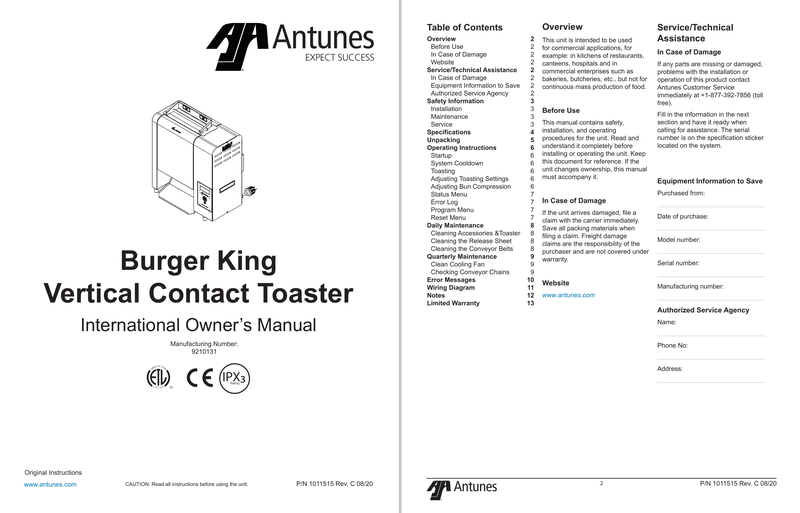 AJA Antunes
EXPECT SUCCESS
Burger King
Vertical Contact Toaster
International Owner's Manual
Manufacturing Number:
9210131
ETL
CE
IPX3
Rating
Original Instructions
www.antunes.com
CAUTION: Read all instructions before using the unit.
P/N 1011515 Rev. C 08/20
Table of Contents
Overview 2
Before Use 2
In Case of Damage 2
Website 2
Service/Technical Assistance 2
In Case of Damage 2
Equipment Information to Save 2
Authorized Service Agency 2
Safety Information 3
Installation 3
Maintenance 3
Service 3
Specifications 4
Unpacking 5
Operating Instructions 6
Startup 6
System Cooldown 6
Toasting 6
Adjusting Toasting Settings 6
Adjusting Bun Compression 6
Status Menu 7
Error Log 7
Program Menu 7
Reset Menu 7
Daily Maintenance 8
Cleaning Accessories &Toaster 8
Cleaning the Release Sheet 8
Cleaning the Conveyor Belts 8
Quarterly Maintenance 9
Clean Cooling Fan 9
Checking Conveyor Chains 9
Error Messages 10
Wiring Diagram 11
Notes 12
Limited Warranty 13
Overview
This unit is intended to be used
for commercial applications, for
example: in kitchens of restaurants,
canteens, hospitals and in
commercial enterprises such as
bakeries, butcheries, etc., but not for
continuous mass production of food.
Before Use
This manual contains safety,
installation, and operating
procedures for the unit. Read and
understand it completely before
installing or operating the unit. Keep
this document for reference. If the
unit changes ownership, this manual
must accompany it.
In Case of Damage
If the unit arrives damaged, file a
claim with the carrier immediately.
Save all packing materials when
filing a claim. Freight damage
claims are the responsibility of the
purchaser and are not covered under
warranty.
Website
www.antunes.com
Service/Technical
Assistance
In Case of Damage
If any parts are missing or damaged,
problems with the installation or
operation of this product contact
Antunes Customer Service
immediately at +1-877-392-7856 (toll
free).
Fill in the information in the next
section and have it ready when
calling for assistance. The serial
number is on the specification sticker
located on the system.
Equipment Information to Save
Purchased from:
Date of purchase:
Model number:
Serial number:
Manufacturing number:
Authorized Service Agency
Name:
Phone No:
Address:
AJA Antunes
2
P/N 1011515 Rev. C 08/20